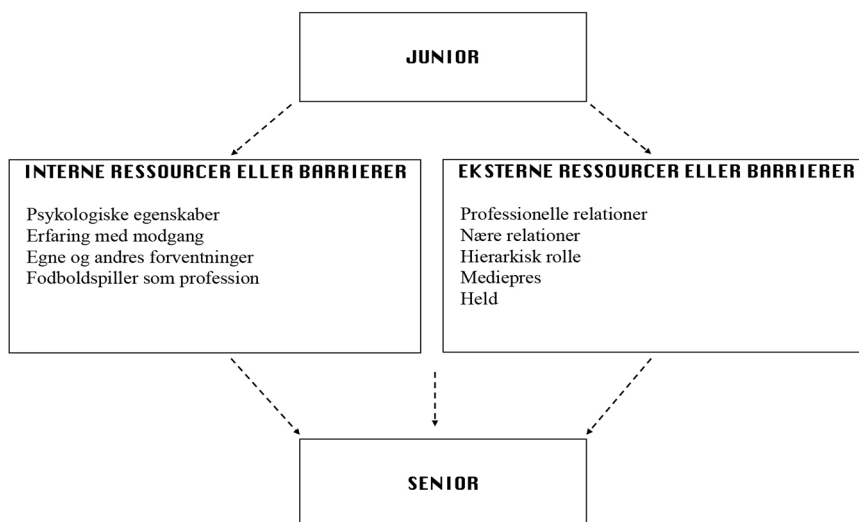 JUNIOR
INTERNE RESSOURCER ELLER BARRIERER
Psykologiske egenskaber
Erfaring med modgang
Egne og andres forventninger
Fodboldspiller som profession
EKSTERNE RESSOURCER ELLER BARRIERER
Professionelle relationer
Nære relationer
Hierarkisk rolle
Mediepres
Held
SENIOR